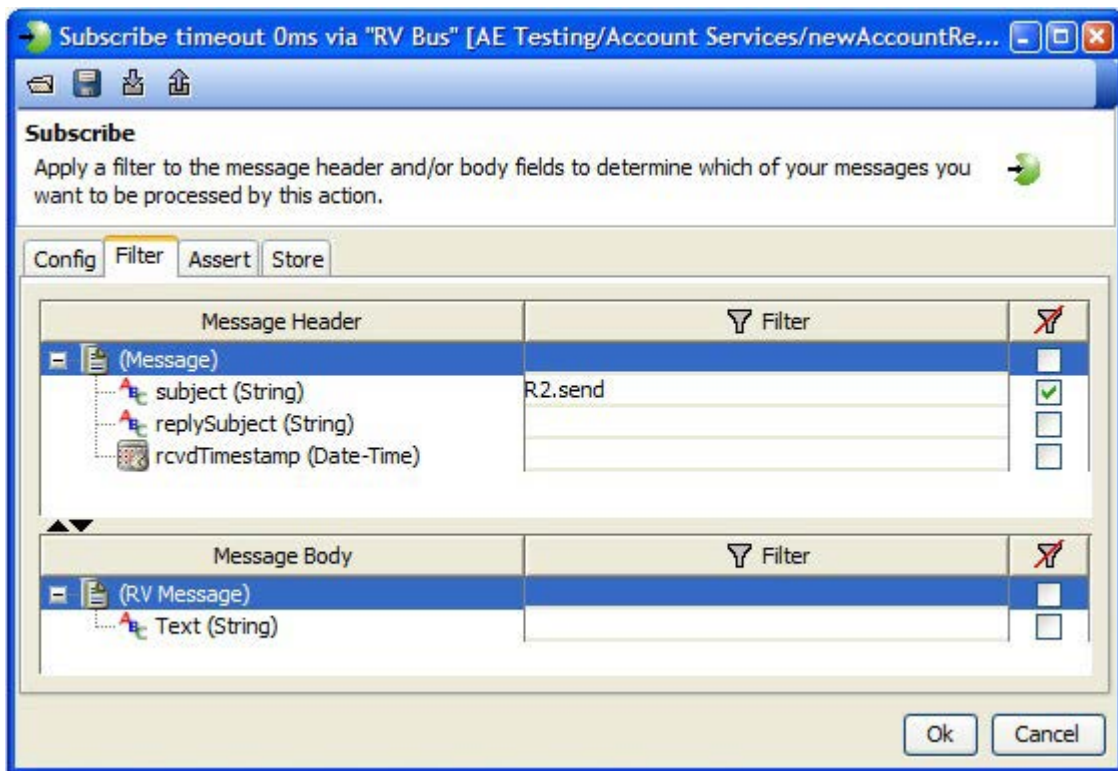 Subscribe timeout 0ms via "RV Bus" [AE Testing/Account Services/newAccountRe...
Subscribe
Apply a filter to the message header and/or body fields to determine which of your messages you
want to be processed by this action.
Config Filter Assert Store
Message Header Filter
(Message)
subject (String) R2.send
replySubject (String)
rcvdTimestamp (Date-Time)
Message Body Filter
(RV Message)
Text (String)
Ok Cancel